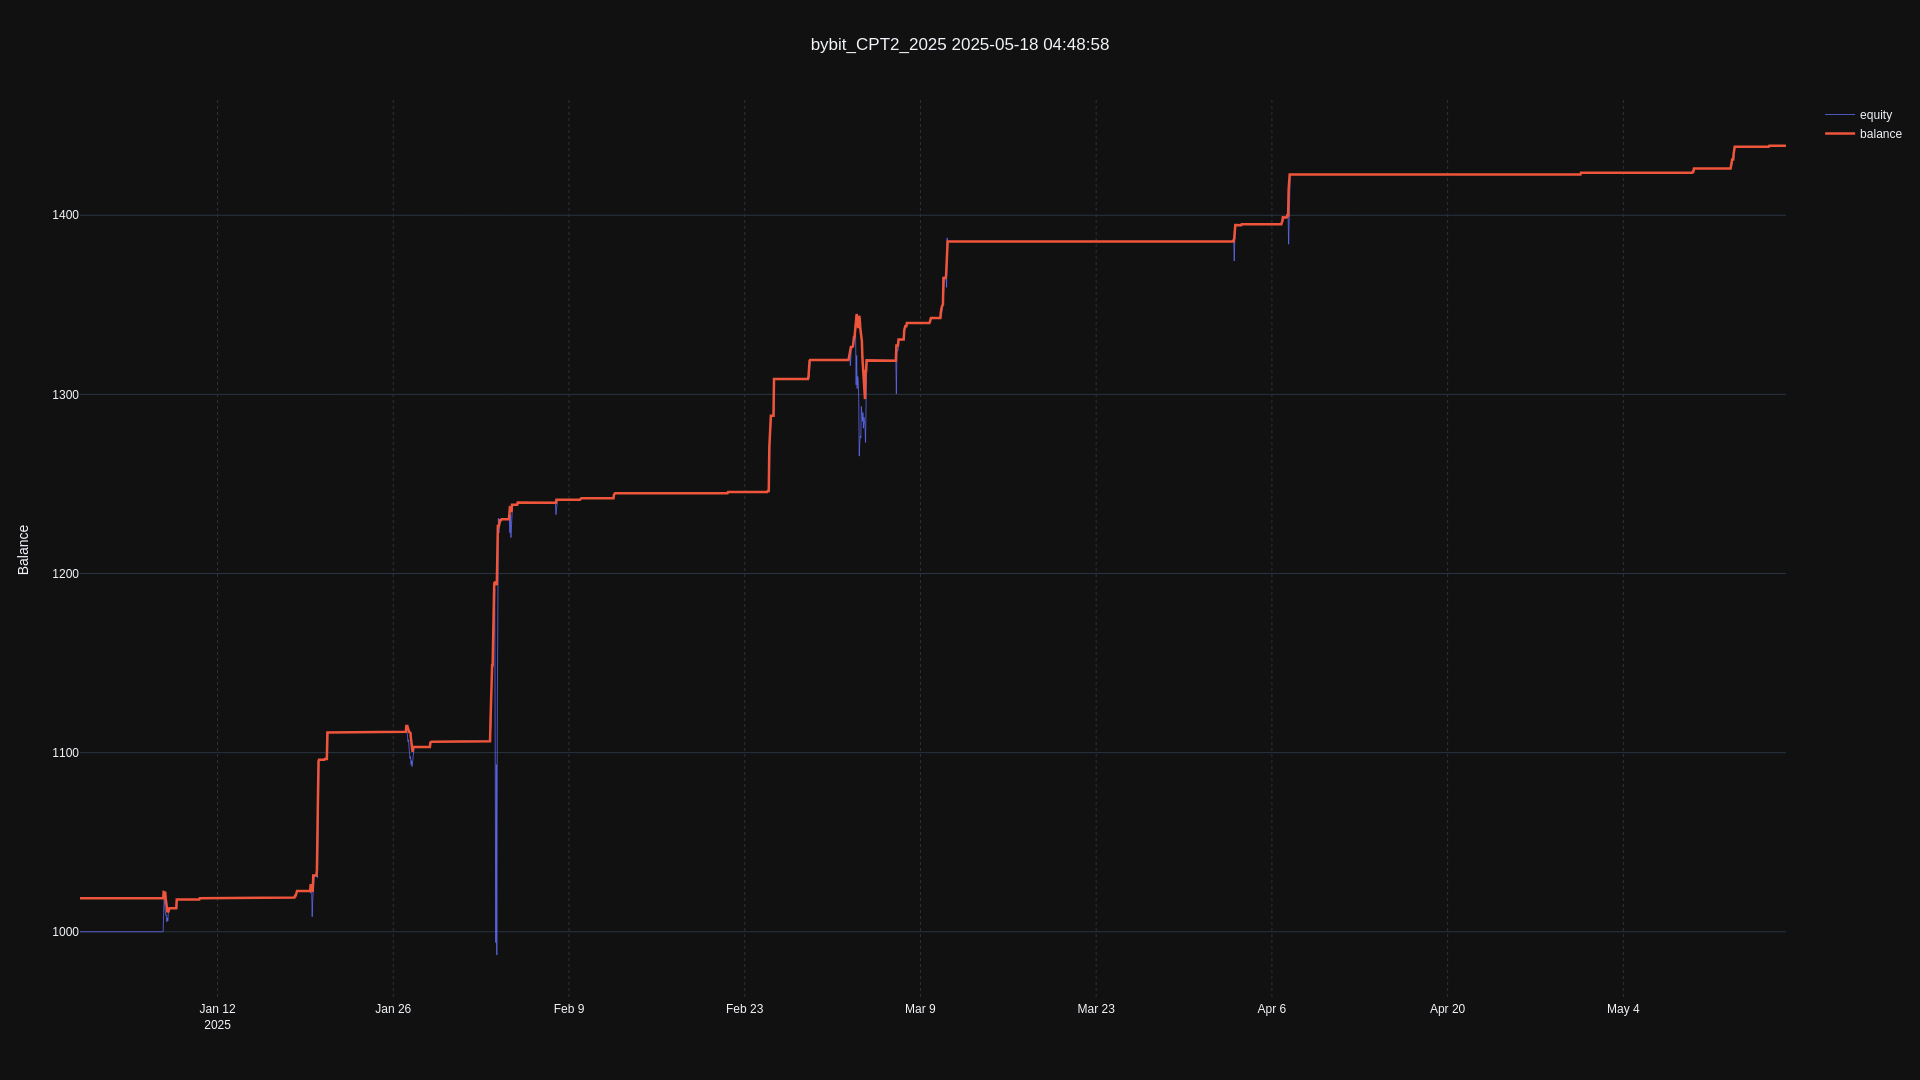 bybit_CPT2_2025 2025-05-18 04:48:58
equity
balance
1400
1300
1200
1100
1000
Balance
Jan 12
2025
Jan 26
Feb 9
Feb 23
Mar 9
Mar 23
Apr 6
Apr 20
May 4